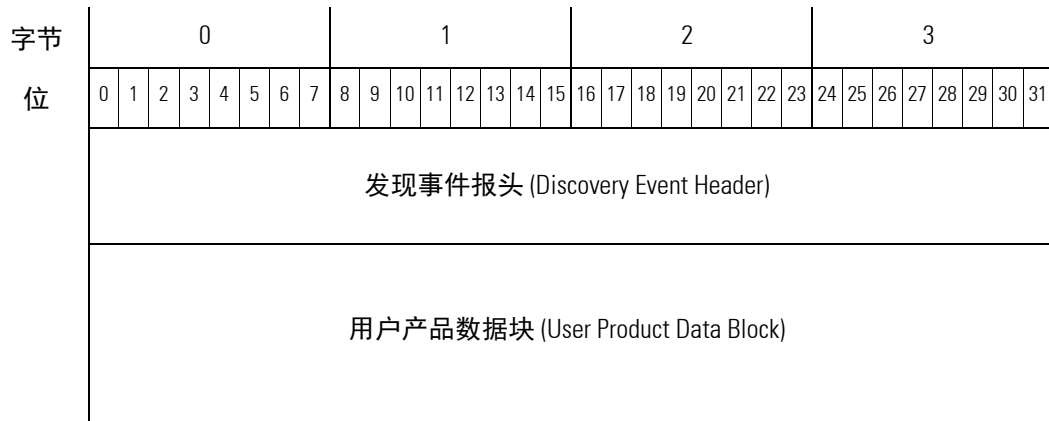 字节 0 1 2 3
位 0 1 2 3 4 5 6 7 8 9 10 11 12 13 14 15 16 17 18 19 20 21 22 23 24 25 26 27 28 29 30 31
发现事件报头 (Discovery Event Header)
用户产品数据块 (User Product Data Block)